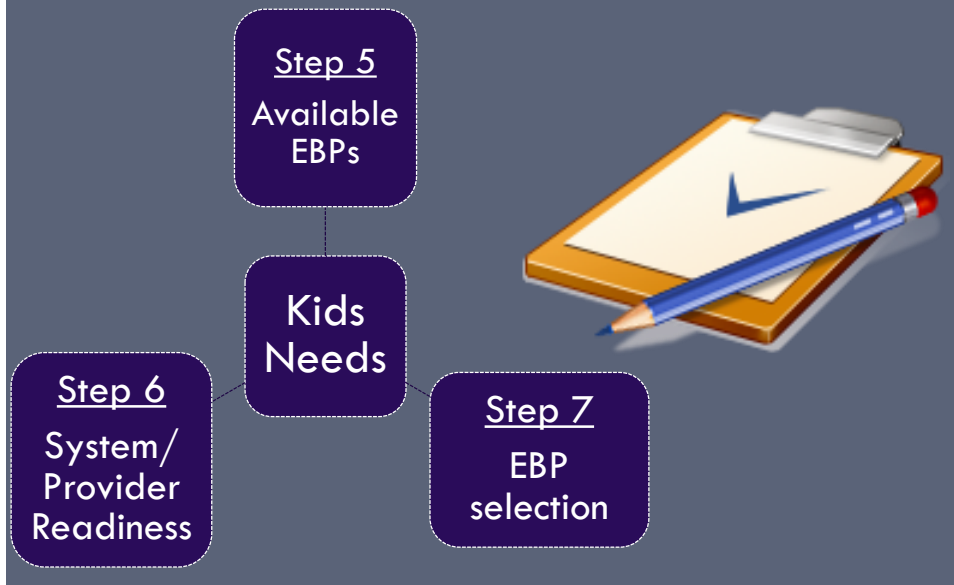 Step 5
Available
EBPs
Kids
Needs
Step 6
System/
Provider
Readiness
Step 7
EBP
selection